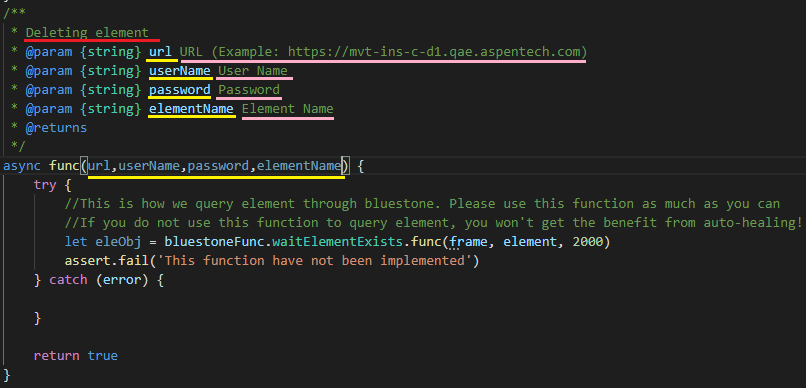 /**
* Deleting element
* @param {string} url URL (Example: https://mvt-ins-c-d1.qae.aspentech.com)
* @param {string} userName User Name
* @param {string} password Password
* @param {string} elementName Element Name
* @returns
*/
async func(url,userName,password,elementName) {
try {
//This is how we query element through bluestone. Please use this function as much as you can
//If you do not use this function to query element, you won't get the benefit from auto-healing!
let eleObj = bluestoneFunc.waitElementExists.func(frame, element, 2000)
assert.fail('This function have not been implemented')
} catch (error) {
}
return true
}